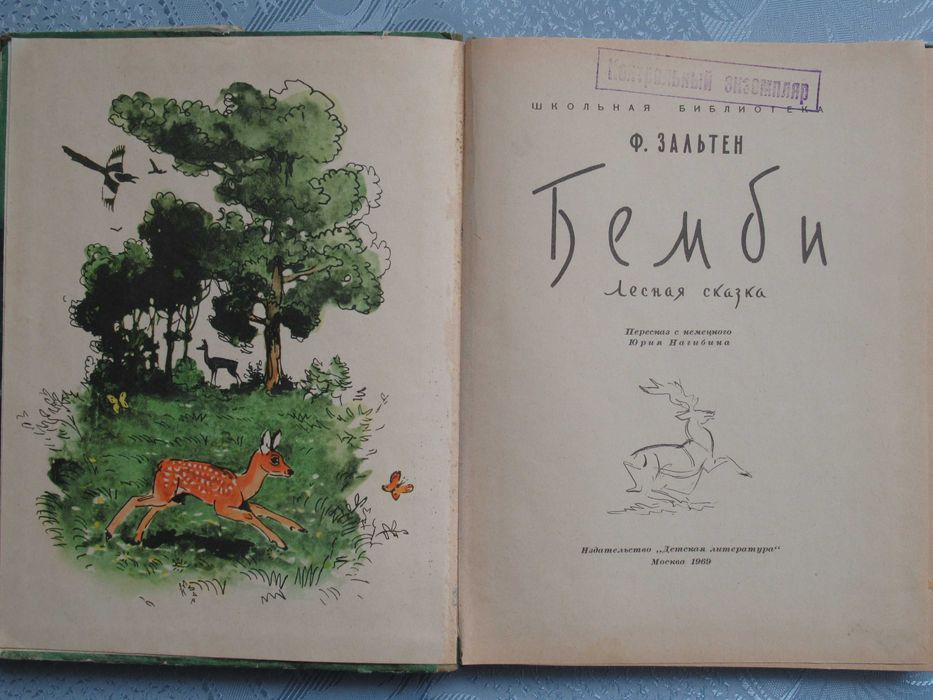 Контрольный экземпляр
ШКОЛЬНАЯ БИБЛИОТЕКА
Ф. ЗАЛЬТЕН
Бемби
Лесная сказка
Пересказ с немецкого
Юрия Нагибина
Издательство „Детская литература“
Москва 1969